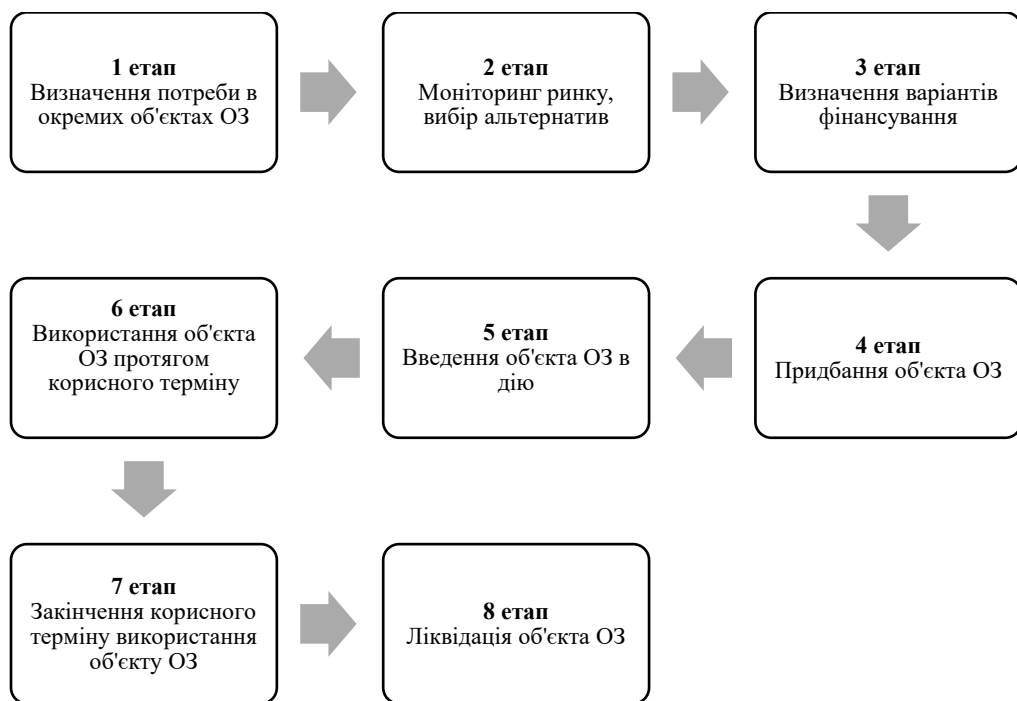 1 етап
Визначення потреби в
окремих об'єктах ОЗ
2 етап
Моніторинг ринку,
вибір альтернатив
3 етап
Визначення варіантів
фінансування
4 етап
Придбання об'єкта ОЗ
5 етап
Введення об'єкта ОЗ в
дію
6 етап
Використання об'єкта
ОЗ протягом
корисного терміну
7 етап
Закінчення корисного
терміну використання
об'єкту ОЗ
8 етап
Ліквідація об'єкта ОЗ